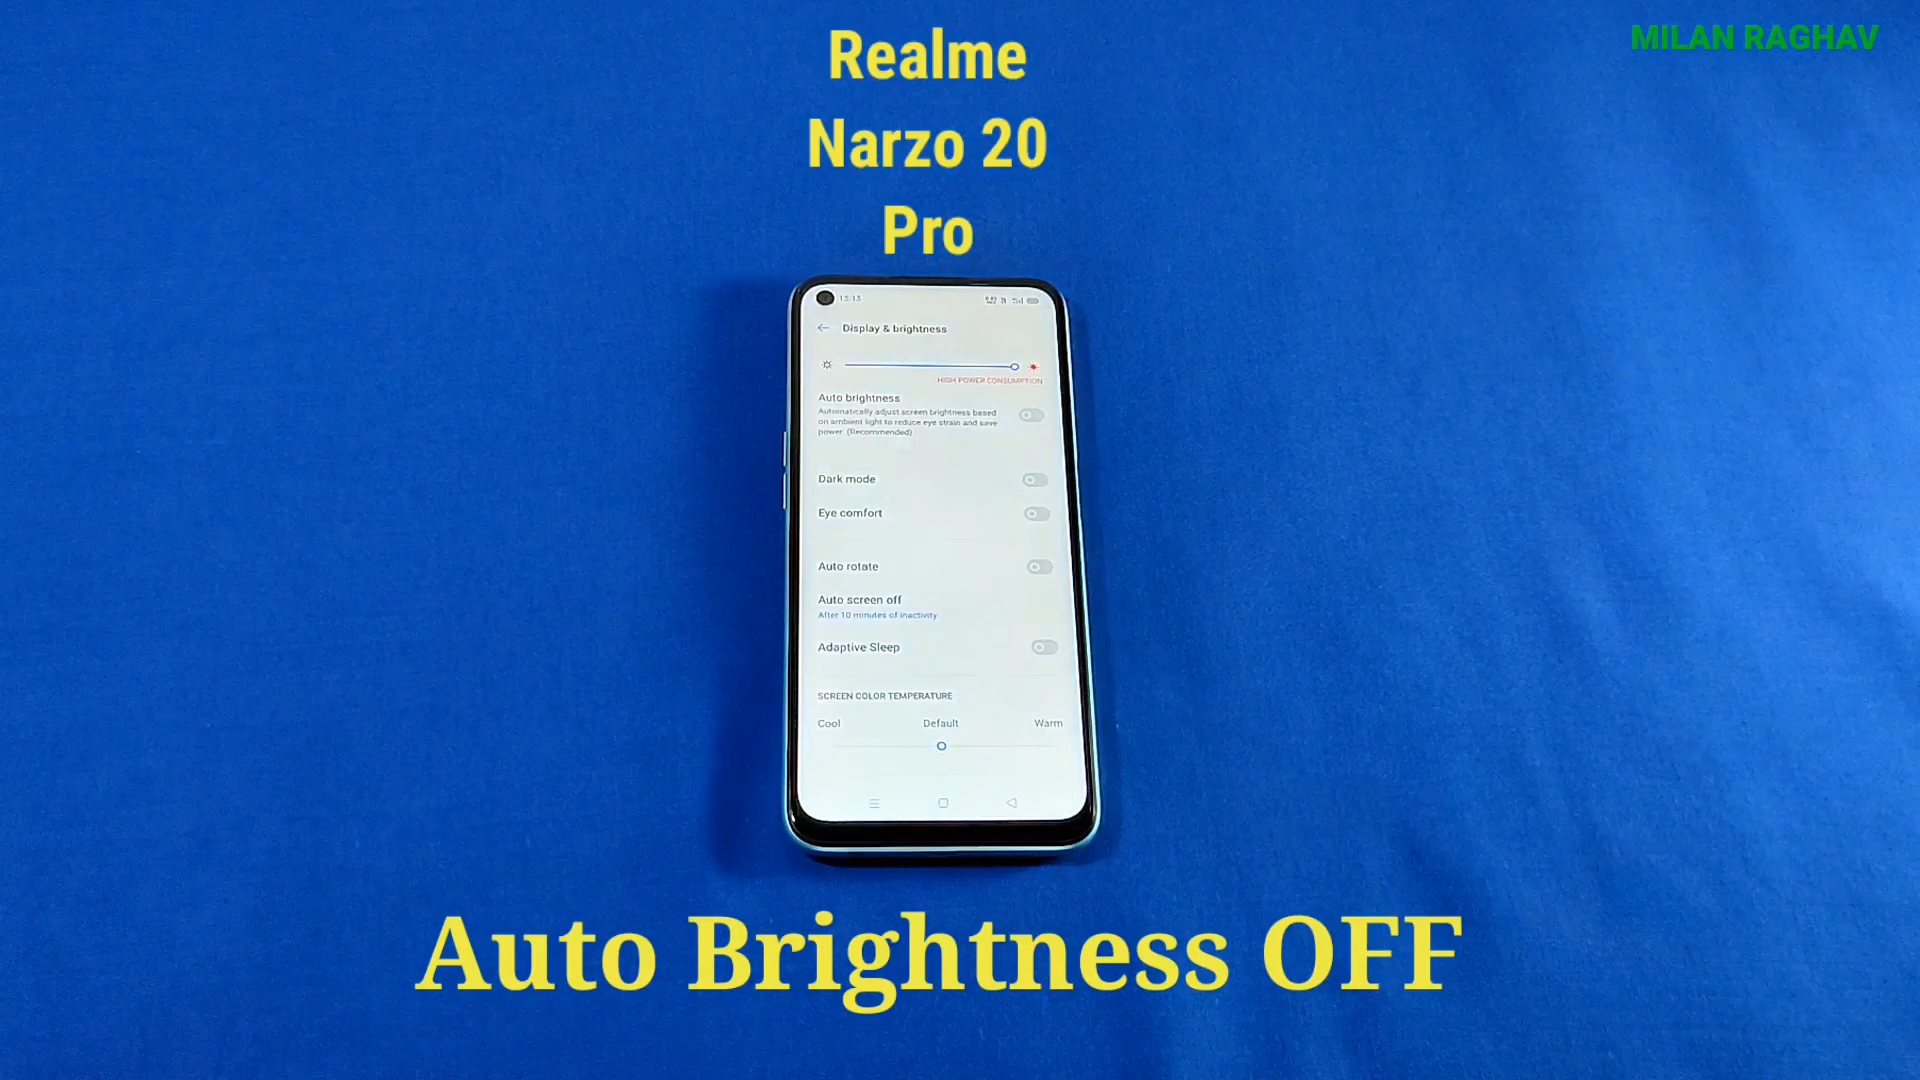 MILAN RAGHAV
Realme
Narzo 20
Pro
13:13
Display & brightness
HIGH POWER CONSUMPTION
Auto brightness
Automatically adjust screen brightness based
on ambient light to reduce eye strain and save
power. (Recommended)
Dark mode
Eye comfort
Auto rotate
Auto screen off
After 10 minutes of inactivity
Adaptive Sleep
SCREEN COLOR TEMPERATURE
Cool Default Warm
Auto Brightness OFF